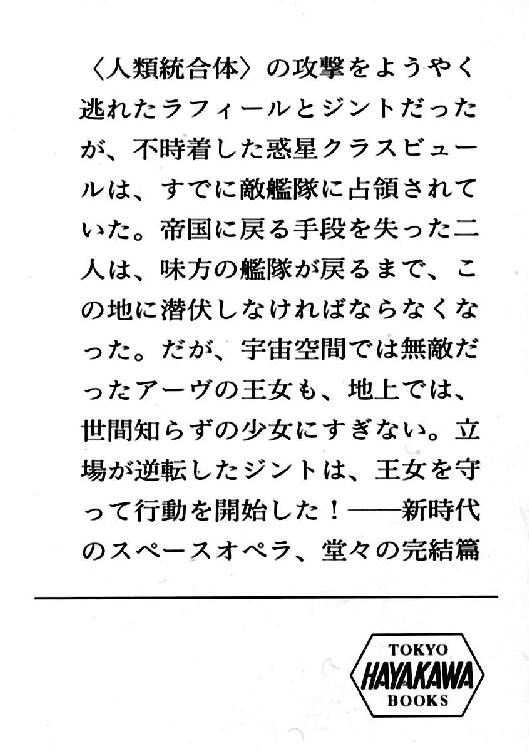 〈人類統合体〉の攻撃をようやく
逃れたラフィールとジントだった
が、不時着した惑星クラスビュー
ルは、すでに敵艦隊に占領されて
いた。帝国に戻る手段を失った二
人は、味方の艦隊が戻るまで、こ
の地に潜伏しなければならなくな
った。だが、宇宙空間では無敵だ
ったアーヴの王女も、地上では、
世間知らずの少女にすぎない。立
場が逆転したジントは、王女を守
って行動を開始した！――新時代
のスペースオペラ、堂々の完結篇
TOKYO
HAYAKAWA
BOOKS